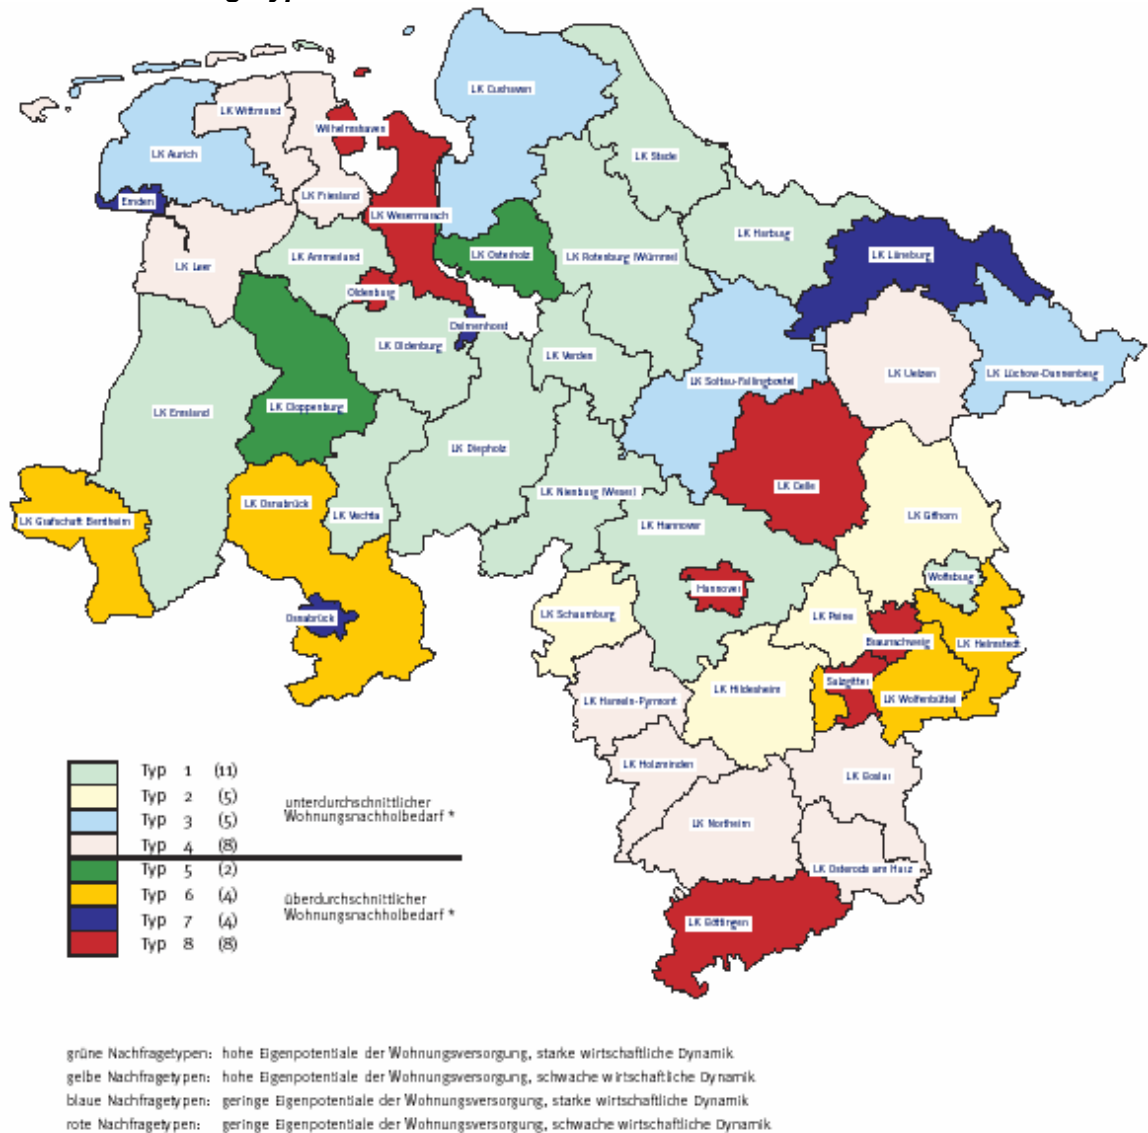 LK Cuxhaven
LK Wittmund
Wilhelmshaven
LK Aurich
LK Stade
Emden
LK Friesland
LK Wesermarsch
LK Harburg
LK Leer
LK Ammerland
LK Osterholz
LK Rotenburg (Wümme)
LK Lüneburg
Oldenburg
Delmenhorst
LK Oldenburg
LK Verden
LK Uelzen
LK Lüchow-Dannenberg
LK Soltau-Fallingbostel
LK Emsland
LK Cloppenburg
LK Diepholz
LK Celle
LK Nienburg (Weser)
LK Osnabrück
LK Vechta
LK Grafschaft Bentheim
LK Hannover
LK Gifhorn
Wolfsburg
Hannover
LK Schaumburg
LK Peine
Osnabrück
Braunschweig
LK Helmstedt
Salzgitter
LK Hildesheim
LK Wolfenbüttel
LK Hameln-Pyrmont
LK Holzminden
LK Goslar
LK Northeim
LK Osterode am Harz
LK Göttingen
Typ 1 (11)
Typ 2 (5)
Typ 3 (5)
Typ 4 (8)
unterdurchschnittlicher
Wohnungsnachholbedarf *
Typ 5 (2)
Typ 6 (4)
Typ 7 (4)
Typ 8 (8)
überdurchschnittlicher
Wohnungsnachholbedarf *
grüne Nachfragetypen: hohe Eigenpotentiale der Wohnungsversorgung, starke wirtschaftliche Dynamik
gelbe Nachfragetypen: hohe Eigenpotentiale der Wohnungsversorgung, schwache wirtschaftliche Dynamik
blaue Nachfragetypen: geringe Eigenpotentiale der Wohnungsversorgung, starke wirtschaftliche Dynamik
rote Nachfragetypen: geringe Eigenpotentiale der Wohnungsversorgung, schwache wirtschaftliche Dynamik